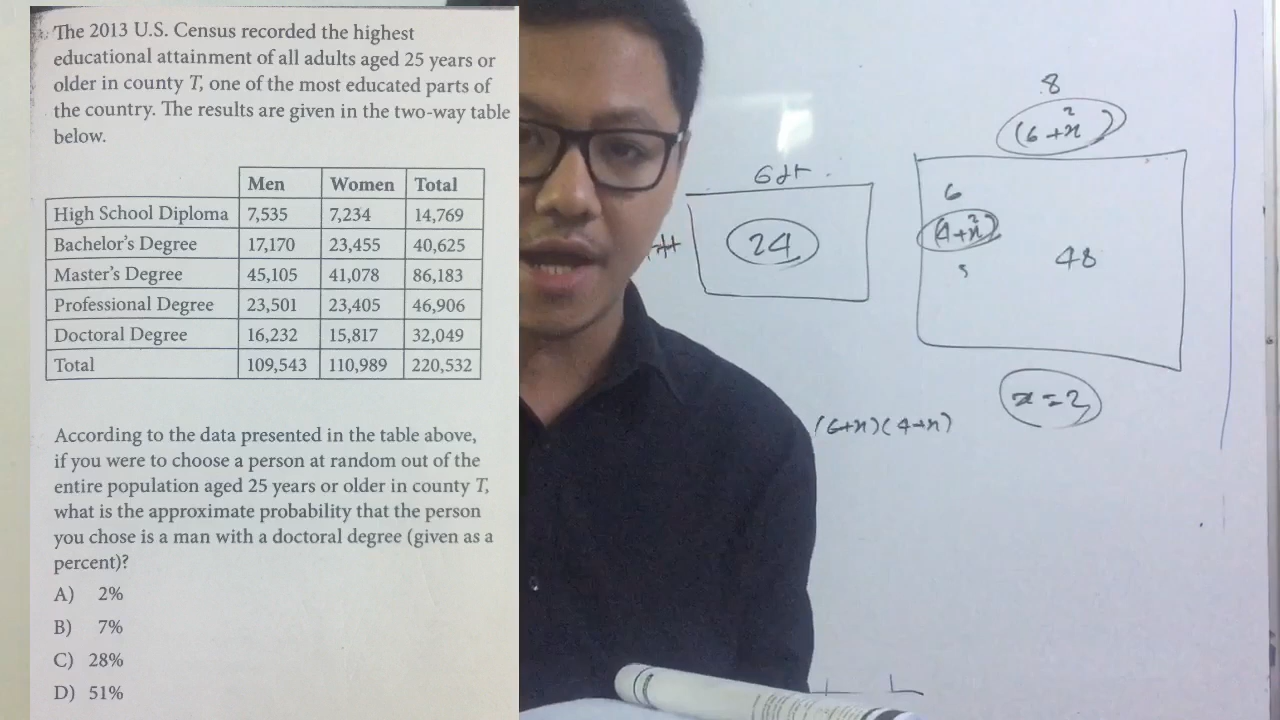 The 2013 U.S. Census recorded the highest
educational attainment of all adults aged 25 years or
older in county T, one of the most educated parts of
the country. The results are given in the two-way table
below.
Men Women Total
High School Diploma 7,535 7,234 14,769
Bachelor's Degree 17,170 23,455 40,625
Master's Degree 45,105 41,078 86,183
Professional Degree 23,501 23,405 46,906
Doctoral Degree 16,232 15,817 32,049
Total 109,543 110,989 220,532
According to the data presented in the table above,
if you were to choose a person at random out of the
entire population aged 25 years or older in county T,
what is the approximate probability that the person
you chose is a man with a doctoral degree (given as a
percent)?
A) 2%
B) 7%
C) 28%
D) 51%
6ft
24
8
2
(6+x)
6
2
(4+x)
48
x=2
(6+x)(4+x)